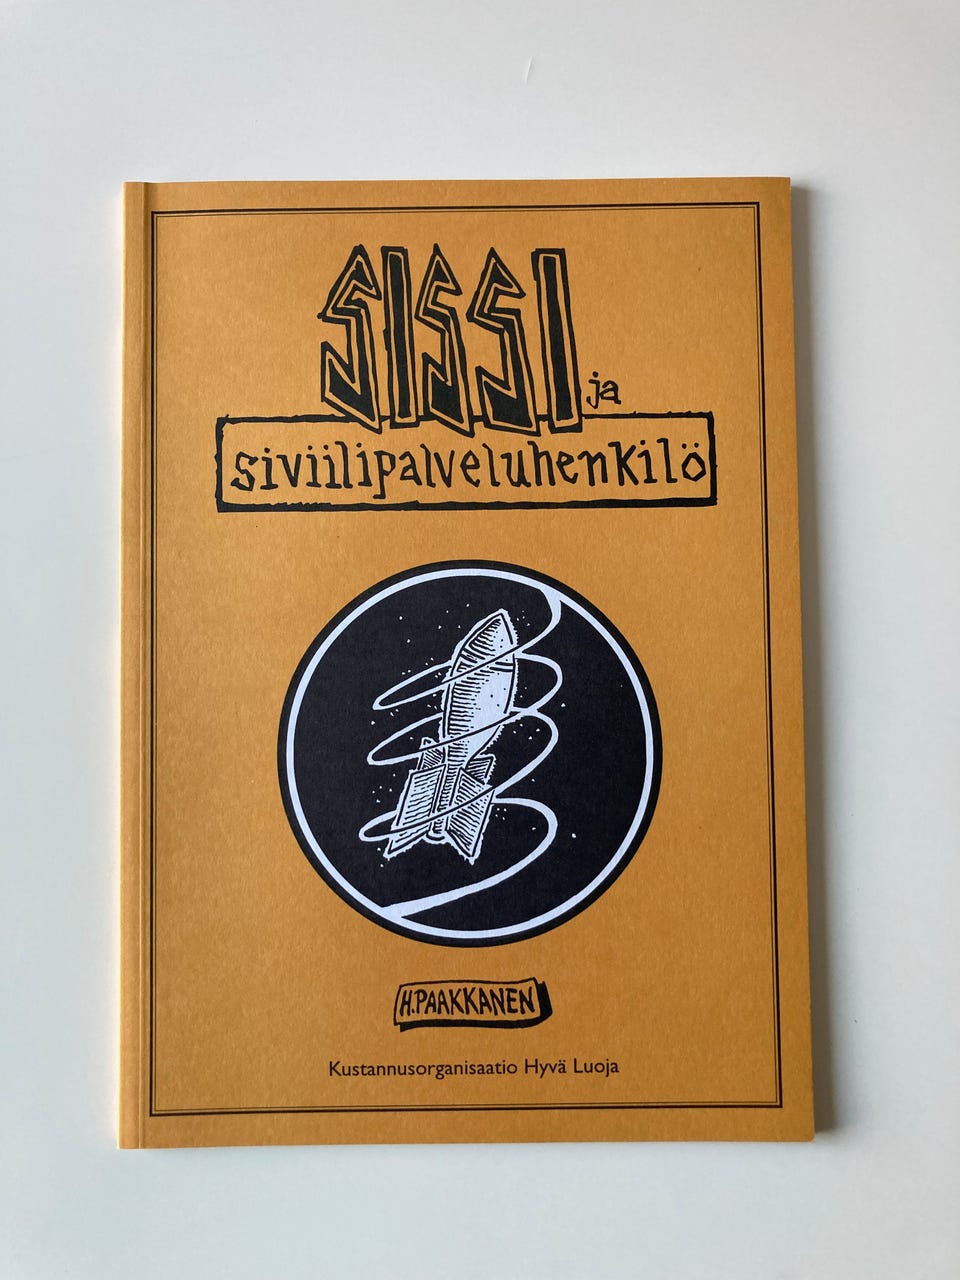 SISSI ja
siviilipalveluhenkilö
H.PAAKKANEN
Kustannusorganisaatio Hyvä Luoja